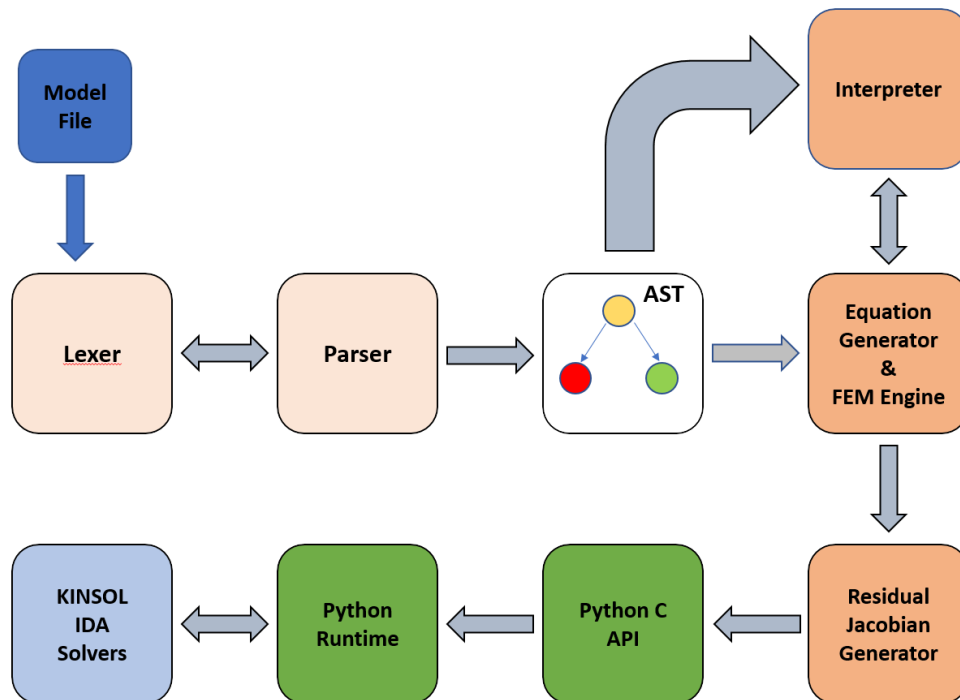 Model
File
Interpreter
Lexer
Parser
AST
Equation
Generator
&
FEM Engine
KINSOL
IDA
Solvers
Python
Runtime
Python C
API
Residual
Jacobian
Generator